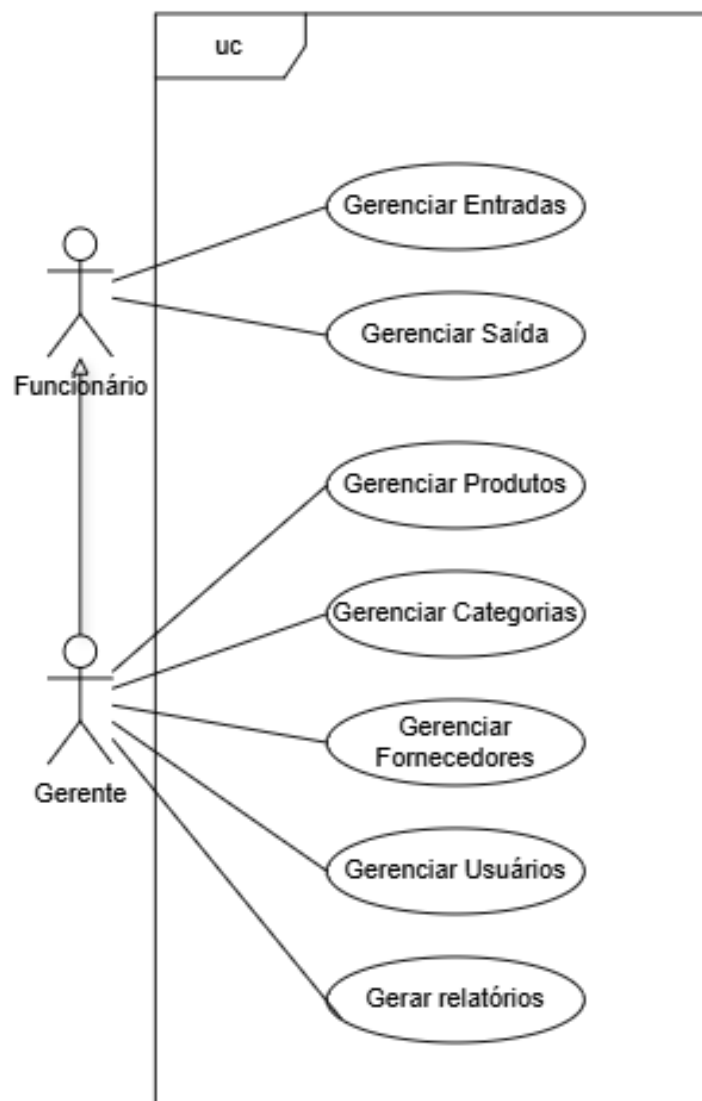 uc
Gerenciar Entradas
Gerenciar Saída
Funcionário
Gerenciar Produtos
Gerenciar Categorias
Gerenciar
Fornecedores
Gerente
Gerenciar Usuários
Gerar relatórios